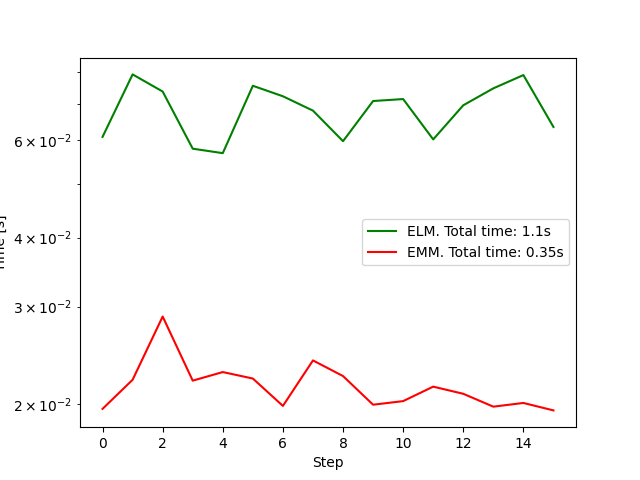 6 × 10⁻²
4 × 10⁻²
3 × 10⁻²
2 × 10⁻²
[s]
ELM. Total time: 1.1s
EMM. Total time: 0.35s
0 2 4 6 8 10 12 14
Step